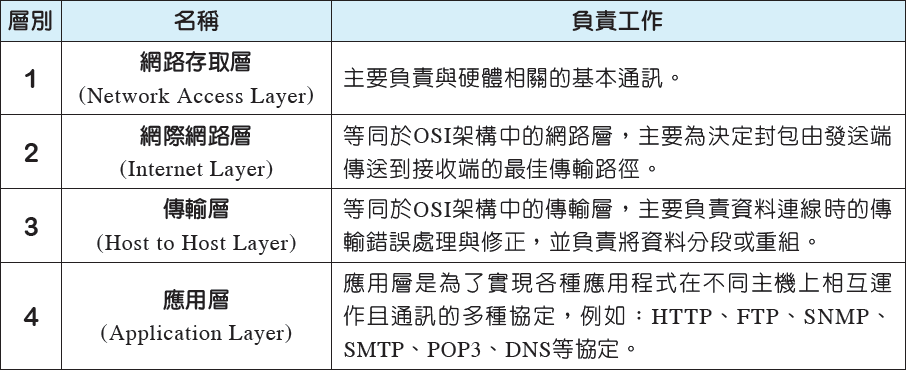 層別 名稱 負責工作
1 網路存取層 主要負責與硬體相關的基本通訊。
(Network Access Layer)
2 網際網路層 等同於OSI架構中的網路層，主要為決定封包由發送端
(Internet Layer) 傳送到接收端的最佳傳輸路徑。
3 傳輸層 等同於OSI架構中的傳輸層，主要負責資料連線時的傳
(Host to Host Layer) 輸錯誤處理與修正，並負責將資料分段或重組。
4 應用層 應用層是為了實現各種應用程式在不同主機上相互運
(Application Layer) 作且通訊的多種協定，例如：HTTP、FTP、SNMP、
SMTP、POP3、DNS等協定。